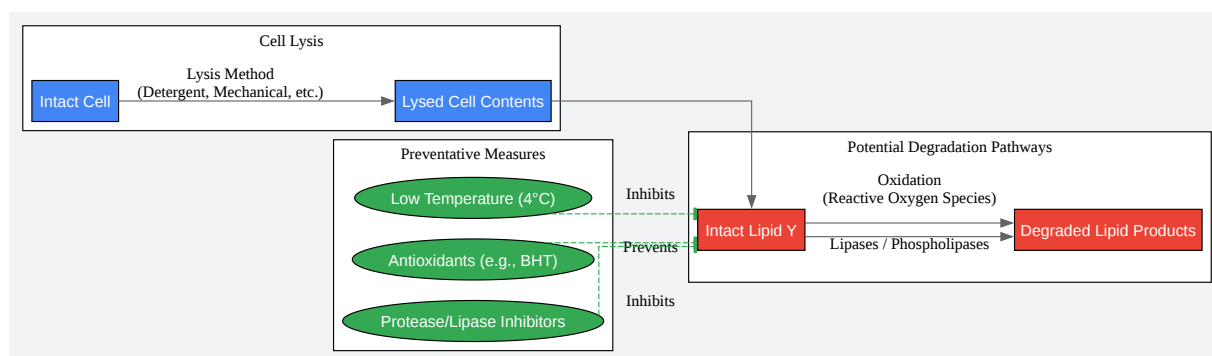 Cell Lysis
Lysis Method
(Detergent, Mechanical, etc.)
Intact Cell
Lysed Cell Contents
Preventative Measures
Low Temperature (4°C)
Antioxidants (e.g., BHT)
Protease/Lipase Inhibitors
Inhibits
Prevents
Inhibits
Potential Degradation Pathways
Oxidation
(Reactive Oxygen Species)
Intact Lipid Y
Lipases / Phospholipases
Degraded Lipid Products